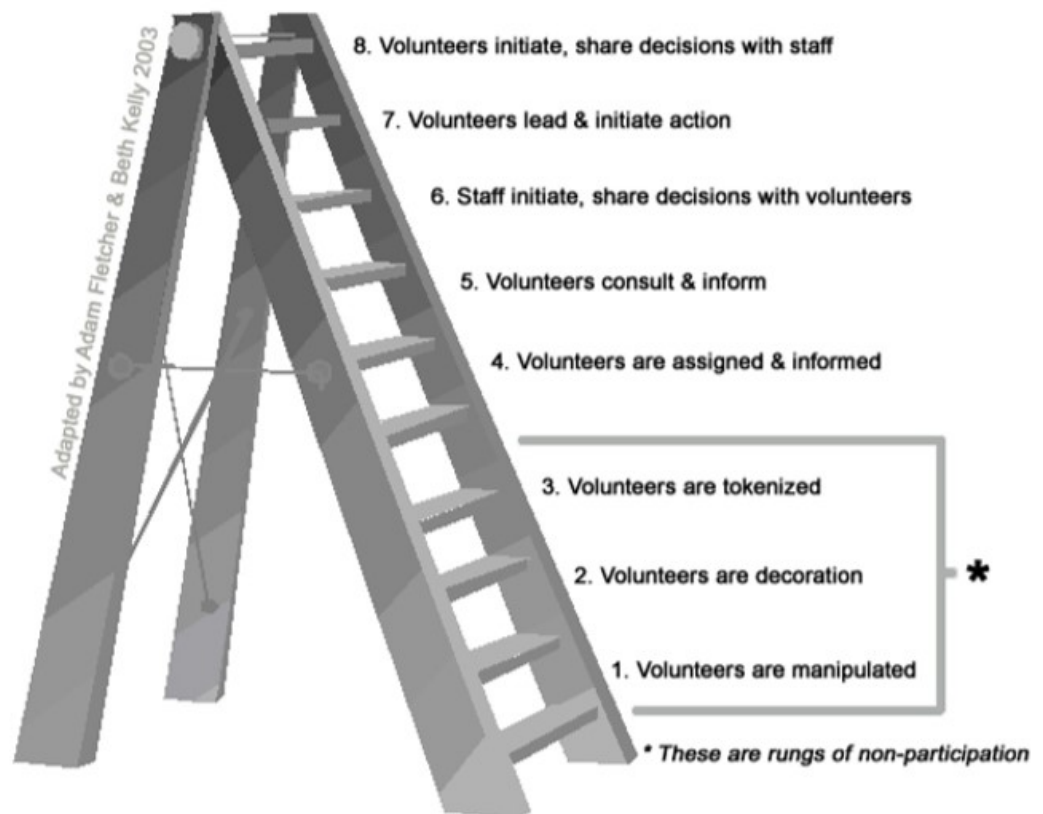 Adapted by Adam Fletcher & Beth Kelly 2003
8. Volunteers initiate, share decisions with staff
7. Volunteers lead & initiate action
6. Staff initiate, share decisions with volunteers
5. Volunteers consult & inform
4. Volunteers are assigned & informed
3. Volunteers are tokenized
2. Volunteers are decoration
*
1. Volunteers are manipulated
* These are rungs of non-participation